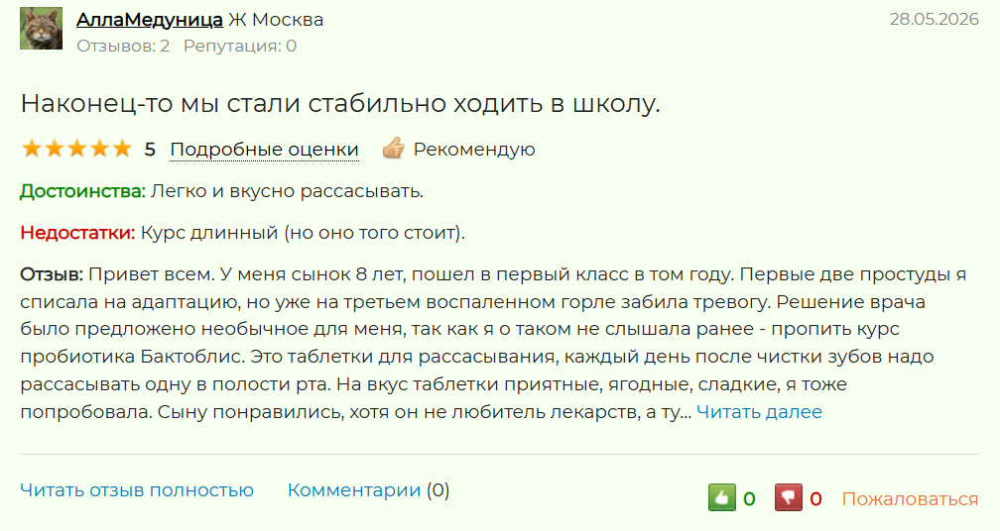 АллаМедуница Ж Москва
28.05.2026
Отзывов: 2 Репутация: 0
Наконец-то мы стали стабильно ходить в школу.
5 Подробные оценки Рекомендую
Достоинства: Легко и вкусно рассасывать.
Недостатки: Курс длинный (но оно того стоит).
Отзыв: Привет всем. У меня сынок 8 лет, пошел в первый класс в том году. Первые две простуды я
списала на адаптацию, но уже на третьем воспаленном горле забила тревогу. Решение врача
было предложено необычное для меня, так как я о таком не слышала ранее - пропить курс
пробиотика Бактоблис. Это таблетки для рассасывания, каждый день после чистки зубов надо
рассасывать одну в полости рта. На вкус таблетки приятные, ягодные, сладкие, я тоже
попробовала. Сыну понравились, хотя он не любитель лекарств, а ту... Читать далее
Читать отзыв полностью Комментарии (0)
0 0 Пожаловаться